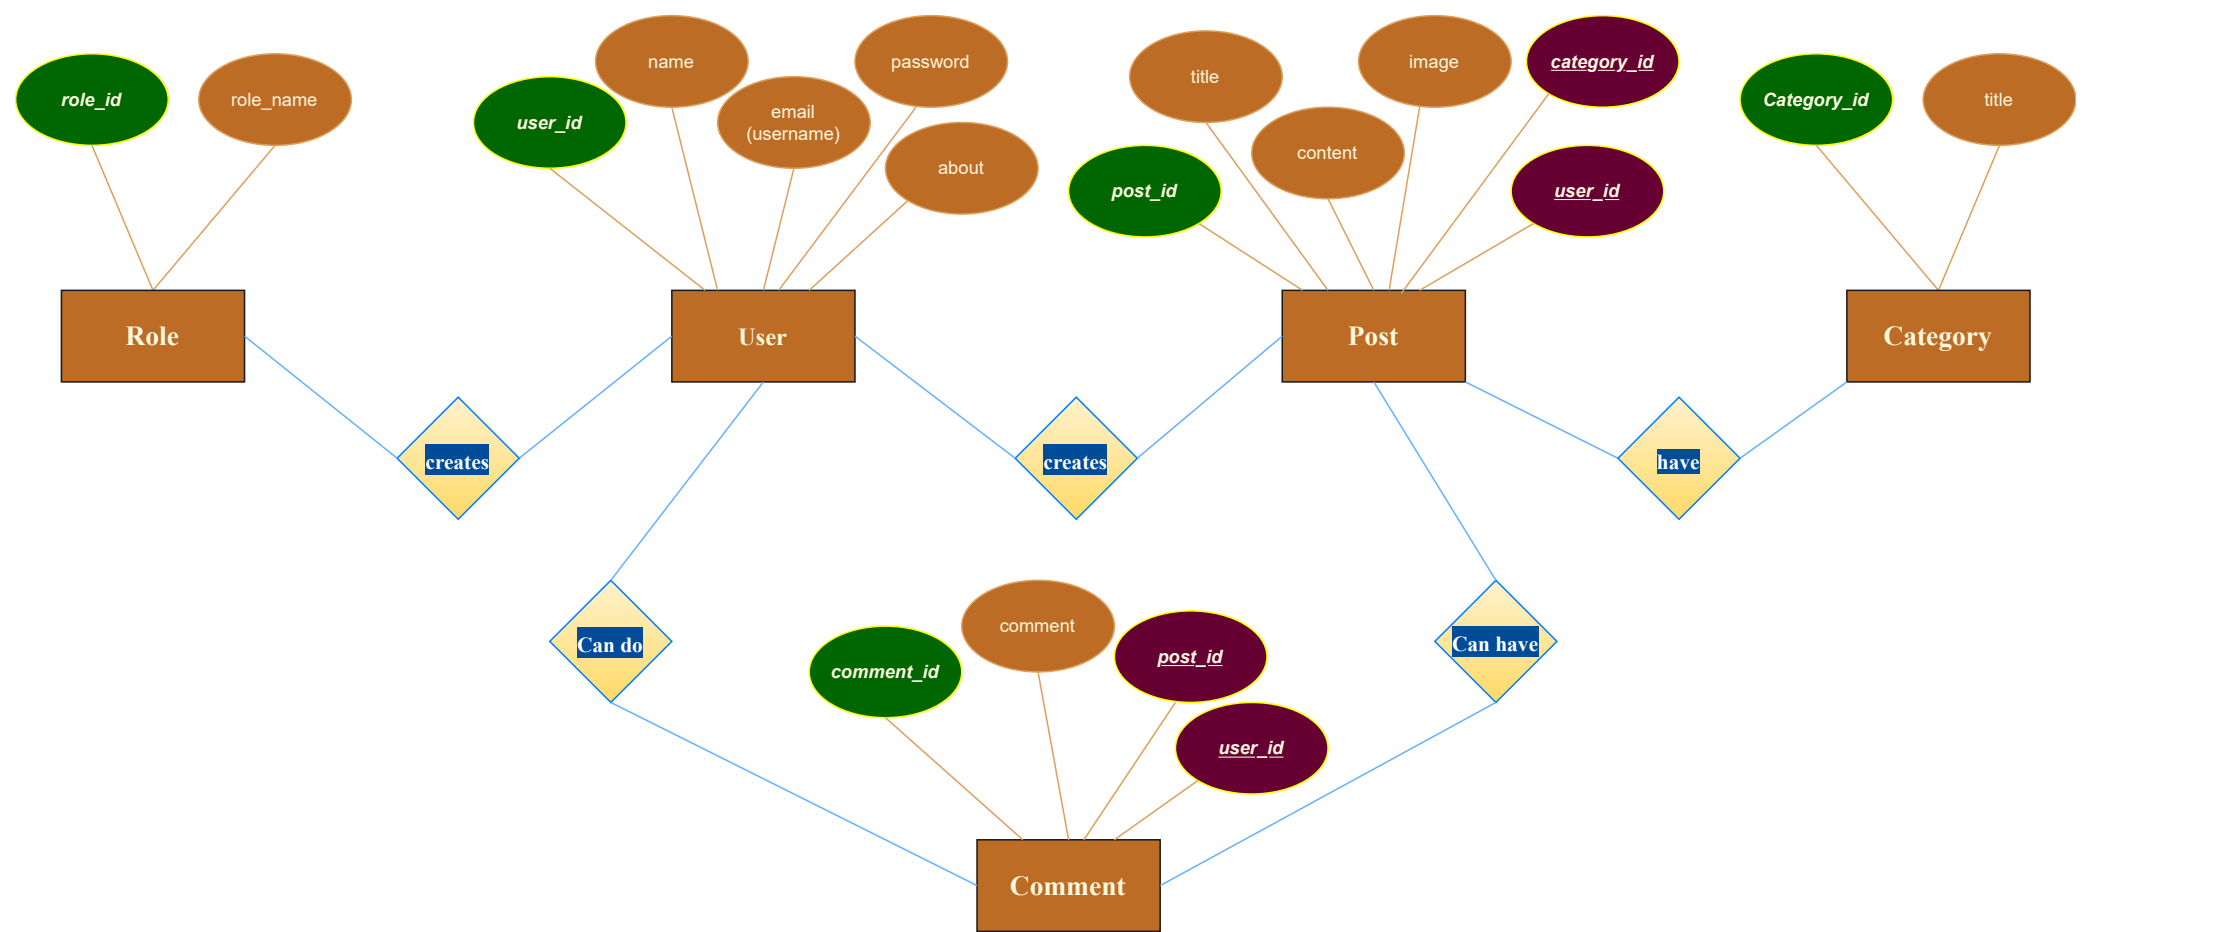 name
password
image
category_id
title
role_id
role_name
Category_id
title
email
(username)
user_id
content
about
post_id
user_id
Role
User
Post
Category
creates
creates
have
comment
Can do
Can have
post_id
comment_id
user_id
Comment